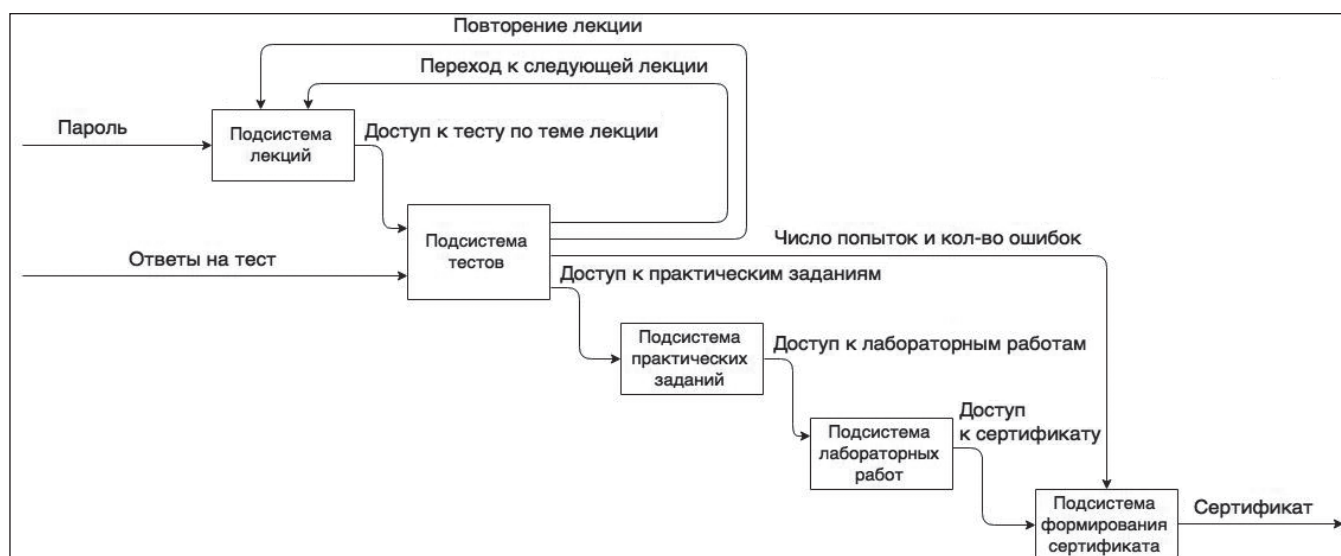 Повторение лекции
Переход к следующей лекции
Пароль
Подсистема
лекций
Доступ к тесту по теме лекции
Ответы на тест
Подсистема
тестов
Число попыток и кол-во ошибок
Доступ к практическим заданиям
Подсистема
практических
заданий
Доступ к лабораторным работам
Подсистема
лабораторных
работ
Доступ
к сертификату
Подсистема
формирования
сертификата
Сертификат